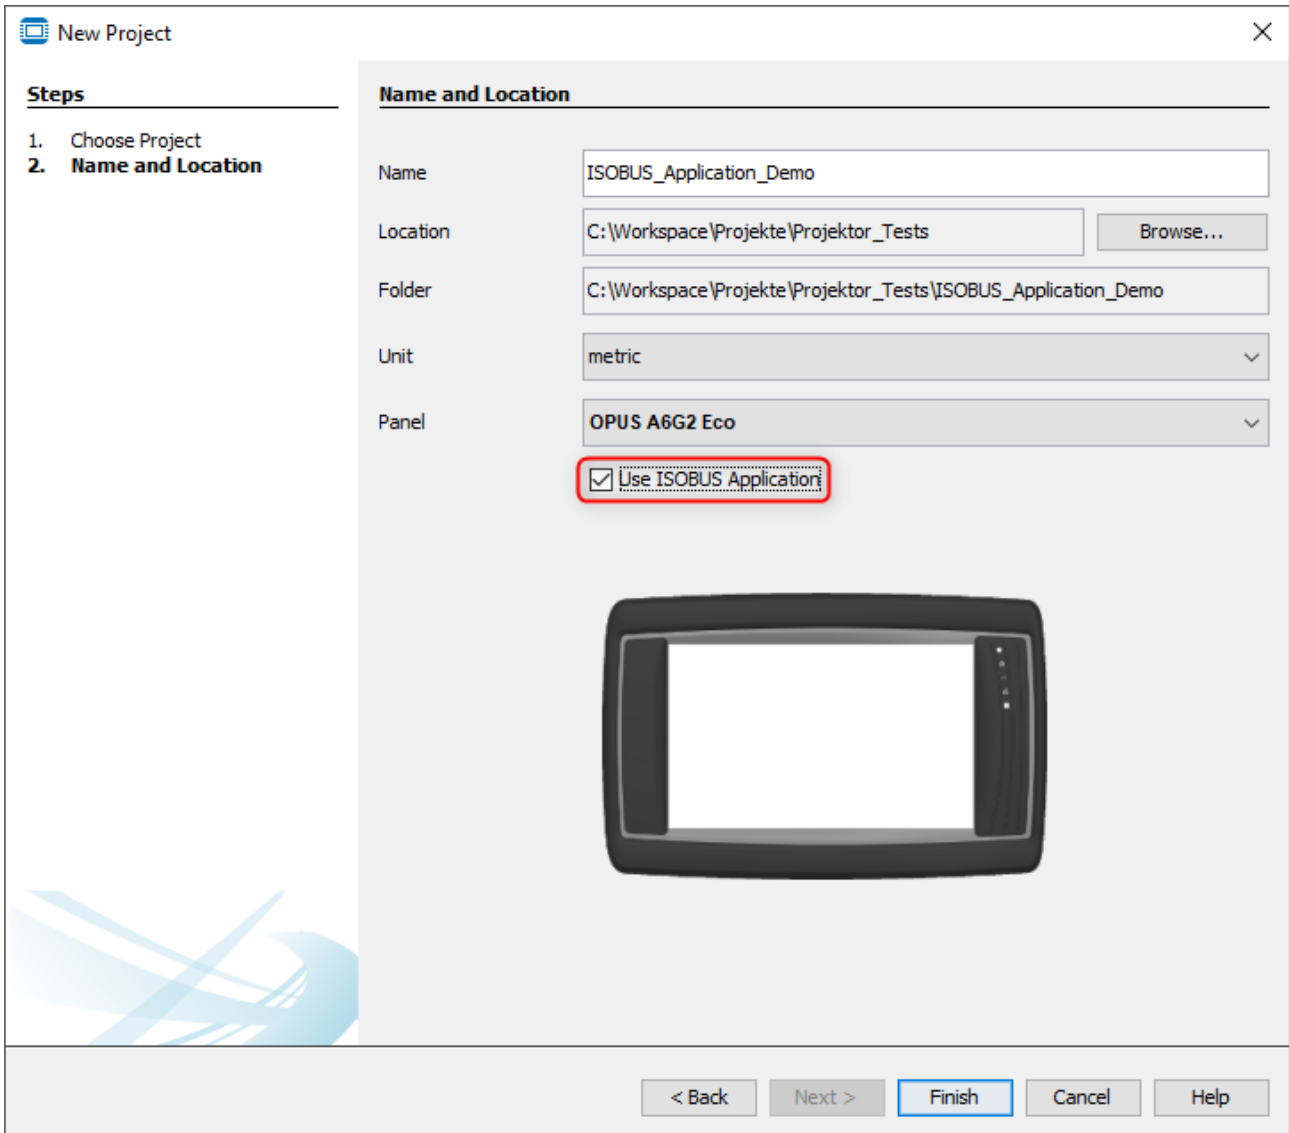 New Project
Steps
1. Choose Project
2. Name and Location
Name and Location
Name ISOBUS_Application_Demo
Location C:\Workspace\Projekte\Projektor_Tests Browse...
Folder C:\Workspace\Projekte\Projektor_Tests\ISOBUS_Application_Demo
Unit metric
Panel OPUS A6G2 Eco
Use ISOBUS Application
< Back Next > Finish Cancel Help